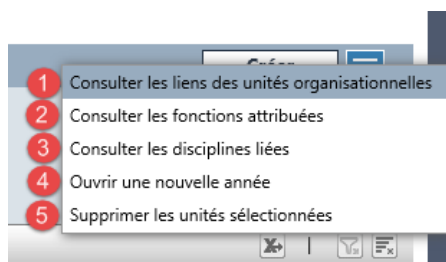 Créer
1 Consulter les liens des unités organisationnelles
2 Consulter les fonctions attribuées
3 Consulter les disciplines liées
4 Ouvrir une nouvelle année
5 Supprimer les unités sélectionnées